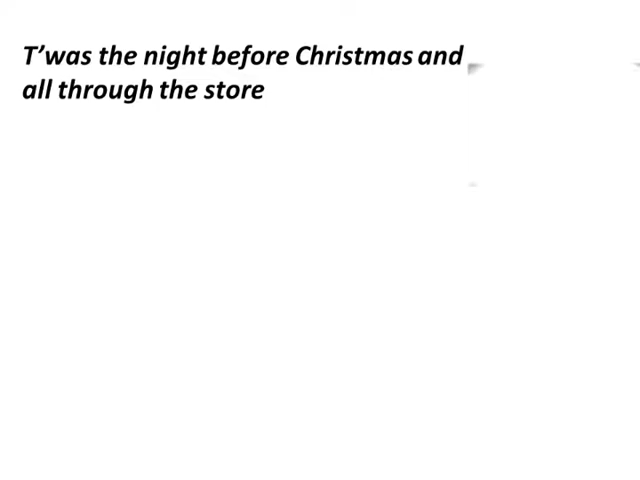 T’was the night before Christmas and
all through the store